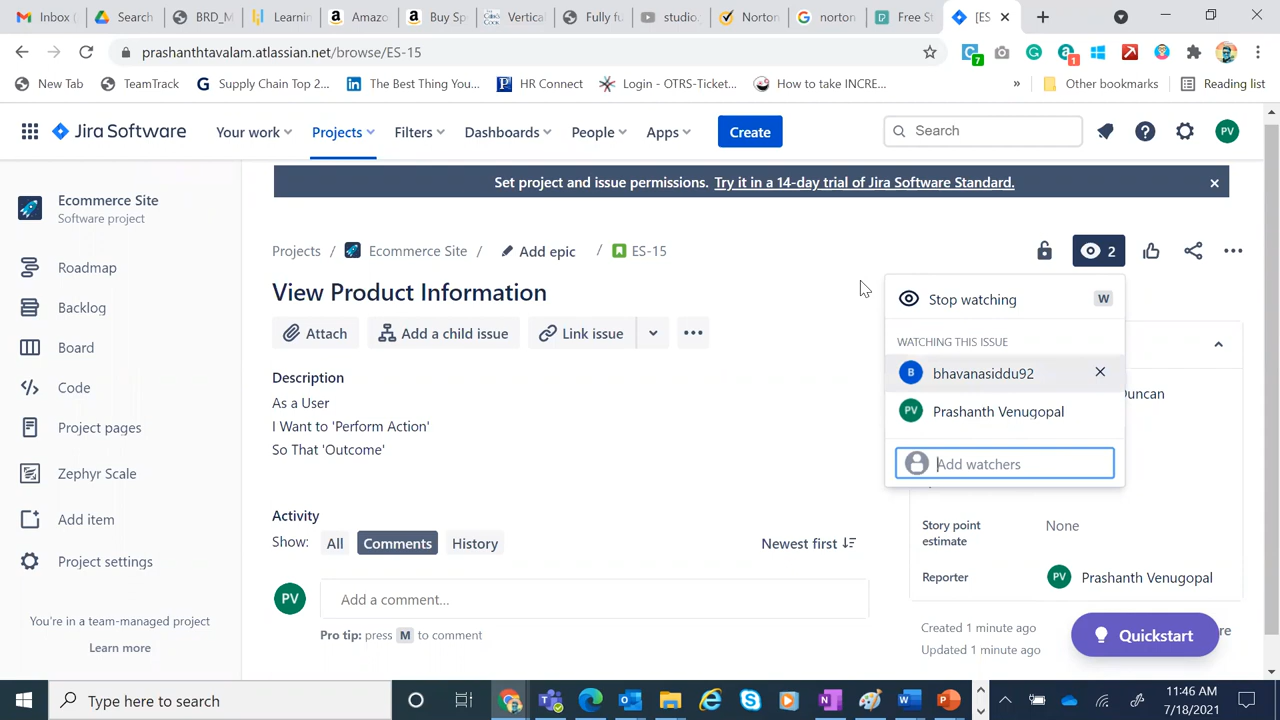 Inbox (
Search
BRD_M
Learnin
Amazo
Buy Sp
Vertica
Fully fu
studio.
Norton
norton
Free St
[ES
prashanthtavalam.atlassian.net/browse/ES-15
7
1
New Tab
TeamTrack
Supply Chain Top 2...
The Best Thing You...
HR Connect
Login - OTRS-Ticket...
How to take INCRE...
»
Other bookmarks
Reading list
Jira Software
Your work
Projects
Filters
Dashboards
People
Apps
Create
Search
PV
Set project and issue permissions. Try it in a 14-day trial of Jira Software Standard.
Ecommerce Site
Software project
Roadmap
Backlog
Board
Code
Project pages
Zephyr Scale
Add item
Project settings
You're in a team-managed project
Learn more
Projects / Ecommerce Site / Add epic / ES-15
2
View Product Information
Attach
Add a child issue
Link issue
Description
As a User
I Want to 'Perform Action'
So That 'Outcome'
Activity
Show:
All
Comments
History
Newest first
PV
Add a comment...
Pro tip: press M to comment
Stop watching
W
WATCHING THIS ISSUE
B
bhavanasiddu92
PV
Prashanth Venugopal
Add watchers
Duncan
Story point
estimate
None
Reporter
PV
Prashanth Venugopal
Created 1 minute ago
Updated 1 minute ago
Quickstart
Type here to search
11:46 AM
7/18/2021